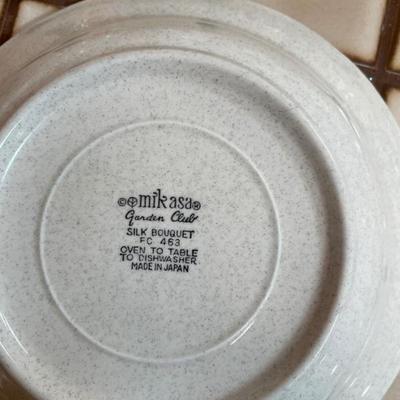 ©mikasa®
Garden Club
SILK BOUQUET
FC 463
OVEN TO TABLE
TO DISHWASHER
MADE IN JAPAN